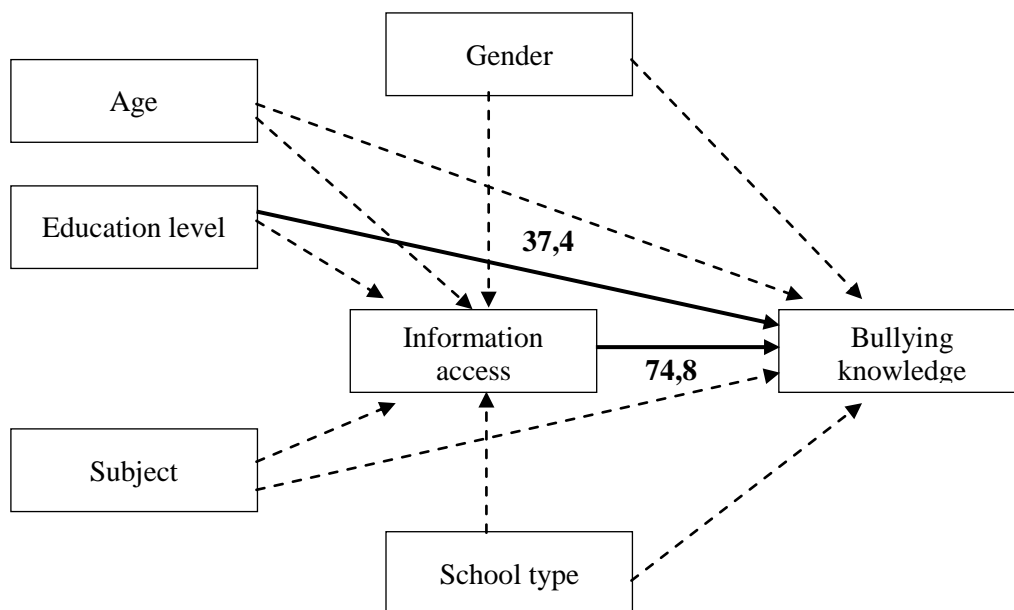 Gender
Age
Education level
37,4
Information
access
Bullying
knowledge
74,8
Subject
School type